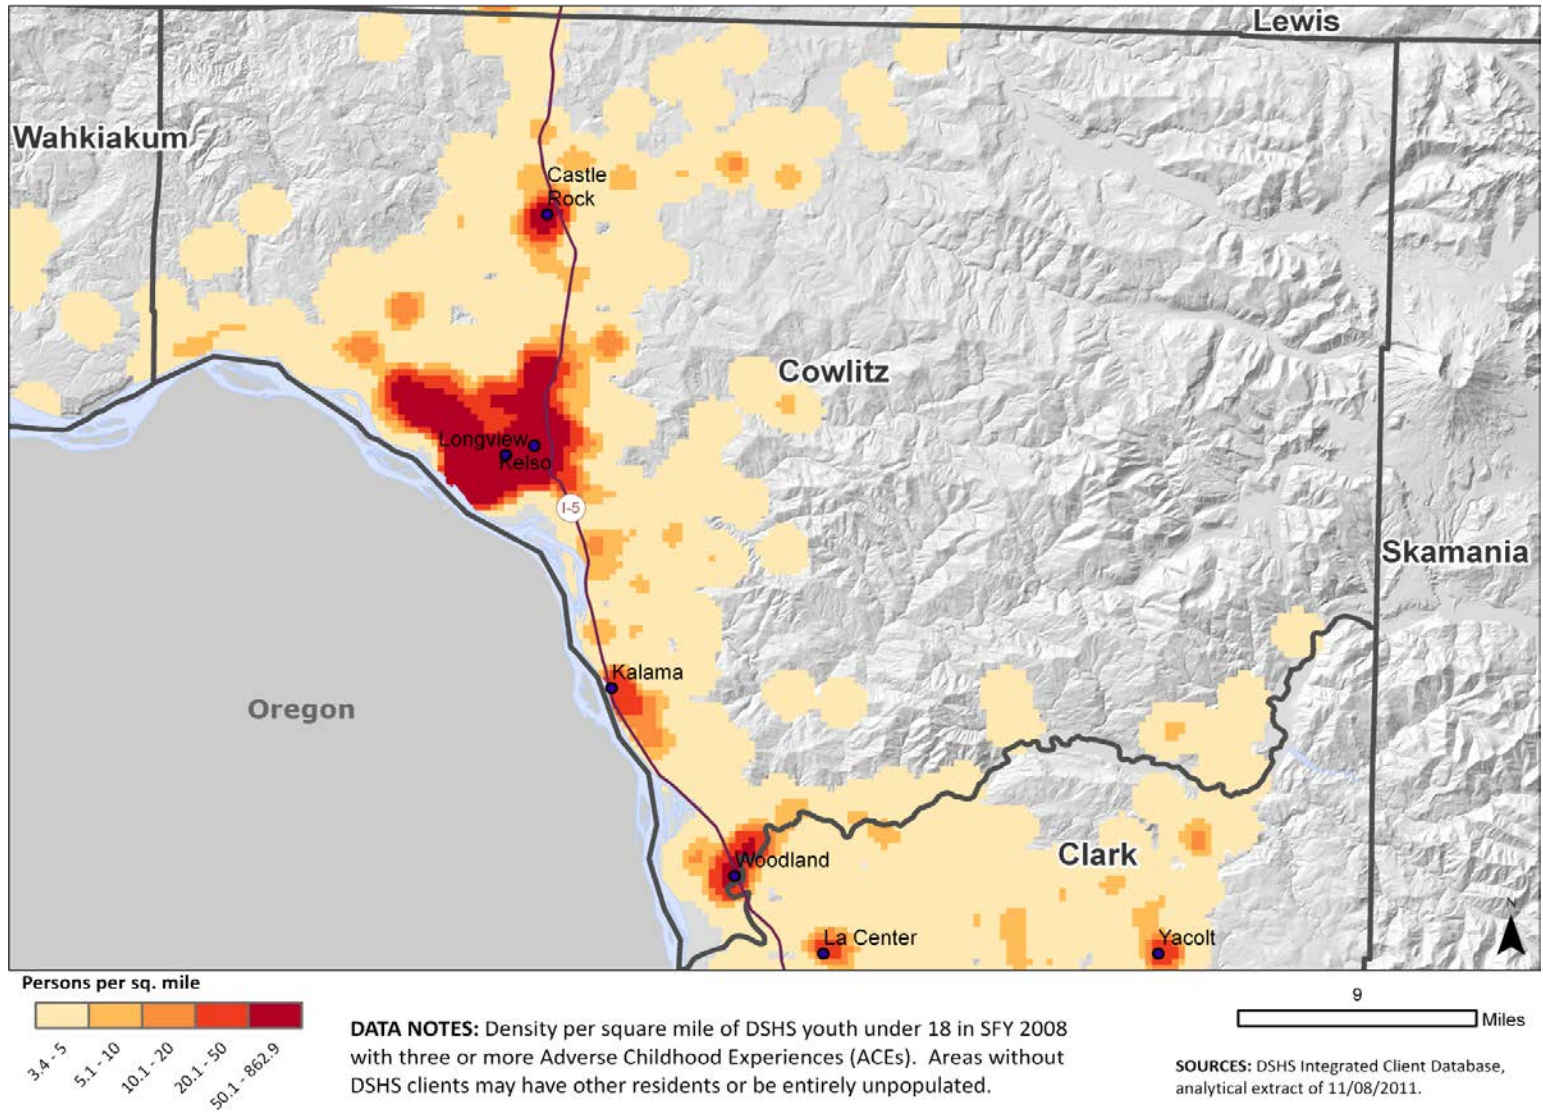 Lewis
Wahkiakum
Castle
Rock
Cowlitz
Longview
Kelso
I-5
Skamania
Kalama
Oregon
Clark
Woodland
La Center
Yacolt
N
Persons per sq. mile
3.4 - 5
5.1 - 10
10.1 - 20
20.1 - 50
50.1 - 862.9
DATA NOTES: Density per square mile of DSHS youth under 18 in SFY 2008
with three or more Adverse Childhood Experiences (ACEs). Areas without
DSHS clients may have other residents or be entirely unpopulated.
9
Miles
SOURCES: DSHS Integrated Client Database,
analytical extract of 11/08/2011.